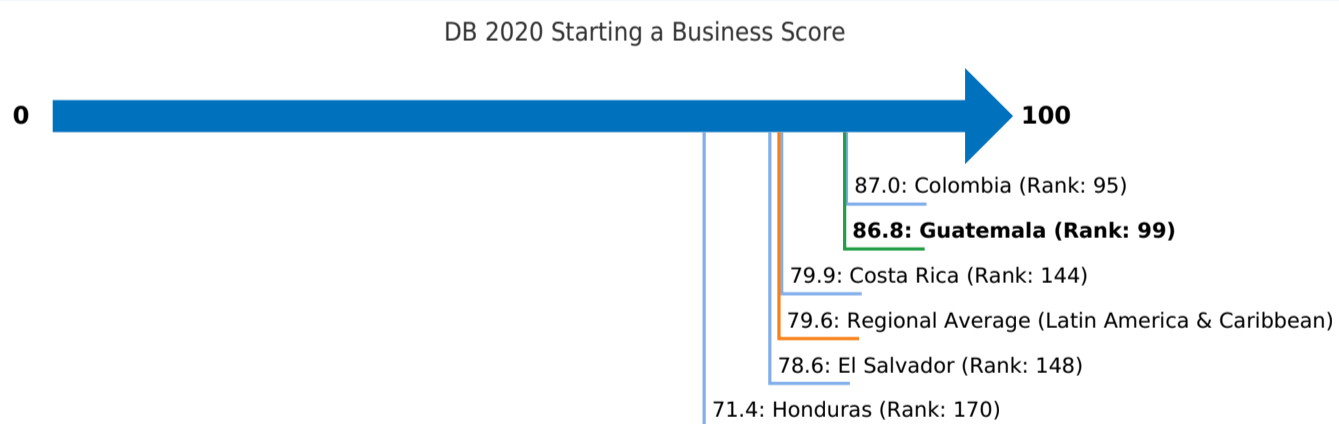 DB 2020 Starting a Business Score
0
100
87.0: Colombia (Rank: 95)
86.8: Guatemala (Rank: 99)
79.9: Costa Rica (Rank: 144)
79.6: Regional Average (Latin America & Caribbean)
78.6: El Salvador (Rank: 148)
71.4: Honduras (Rank: 170)